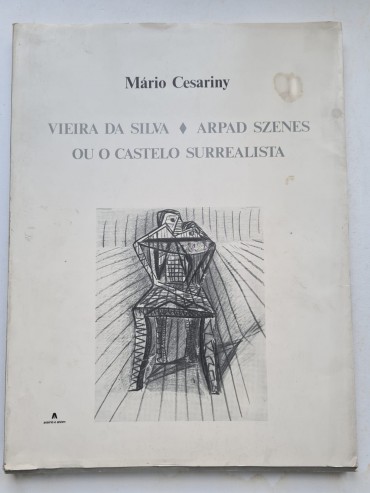 Mário Cesariny
VIEIRA DA SILVA ♦ ARPAD SZENES
OU O CASTELO SURREALISTA